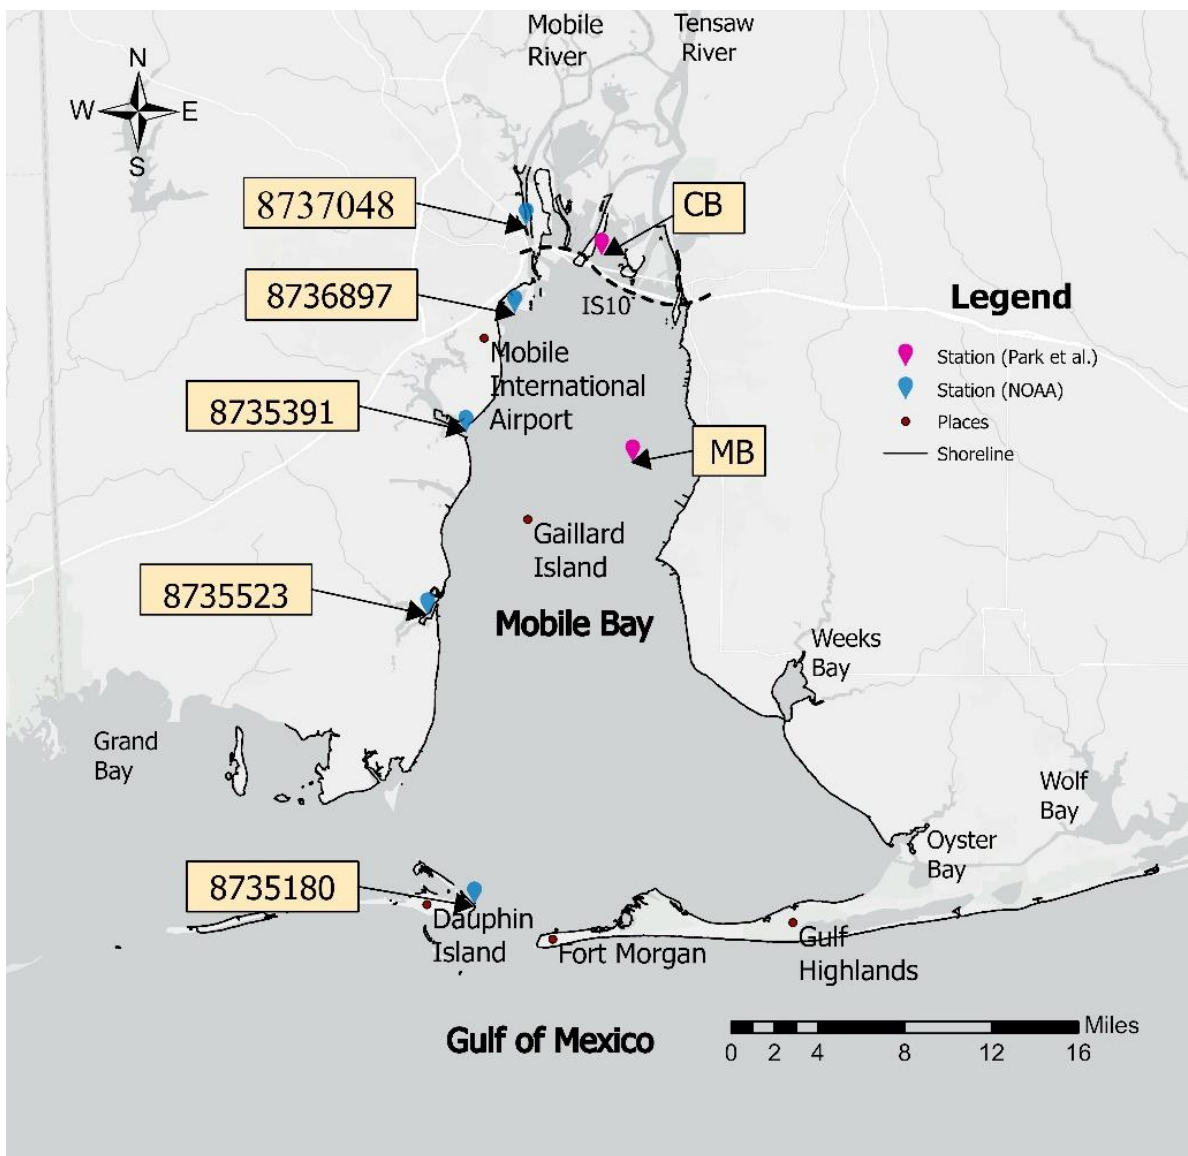 Mobile
River
Tensaw
River
N
W
E
S
8737048
CB
8736897
IS10
Legend
Station (Park et al.)
Station (NOAA)
Places
Shoreline
Mobile
International
Airport
8735391
MB
Gaillard
Island
8735523
Mobile Bay
Weeks
Bay
Grand
Bay
Wolf
Bay
Oyster
Bay
8735180
Dauphin
Island
Fort Morgan
Gulf
Highlands
Gulf of Mexico
Miles
0 2 4 8 12 16